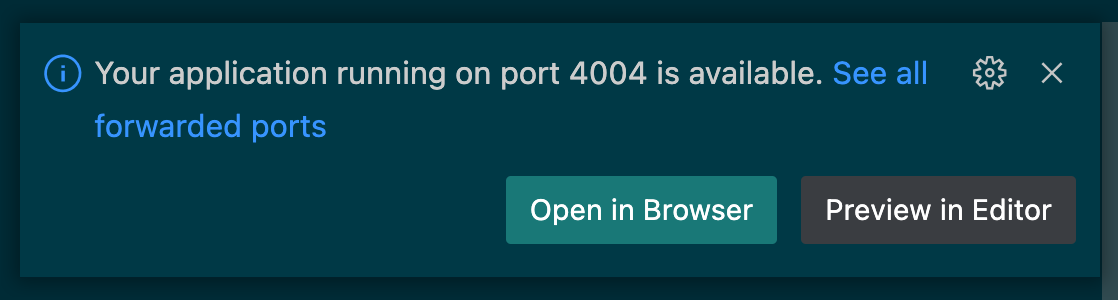 Your application running on port 4004 is available. See all
forwarded ports
Open in Browser
Preview in Editor